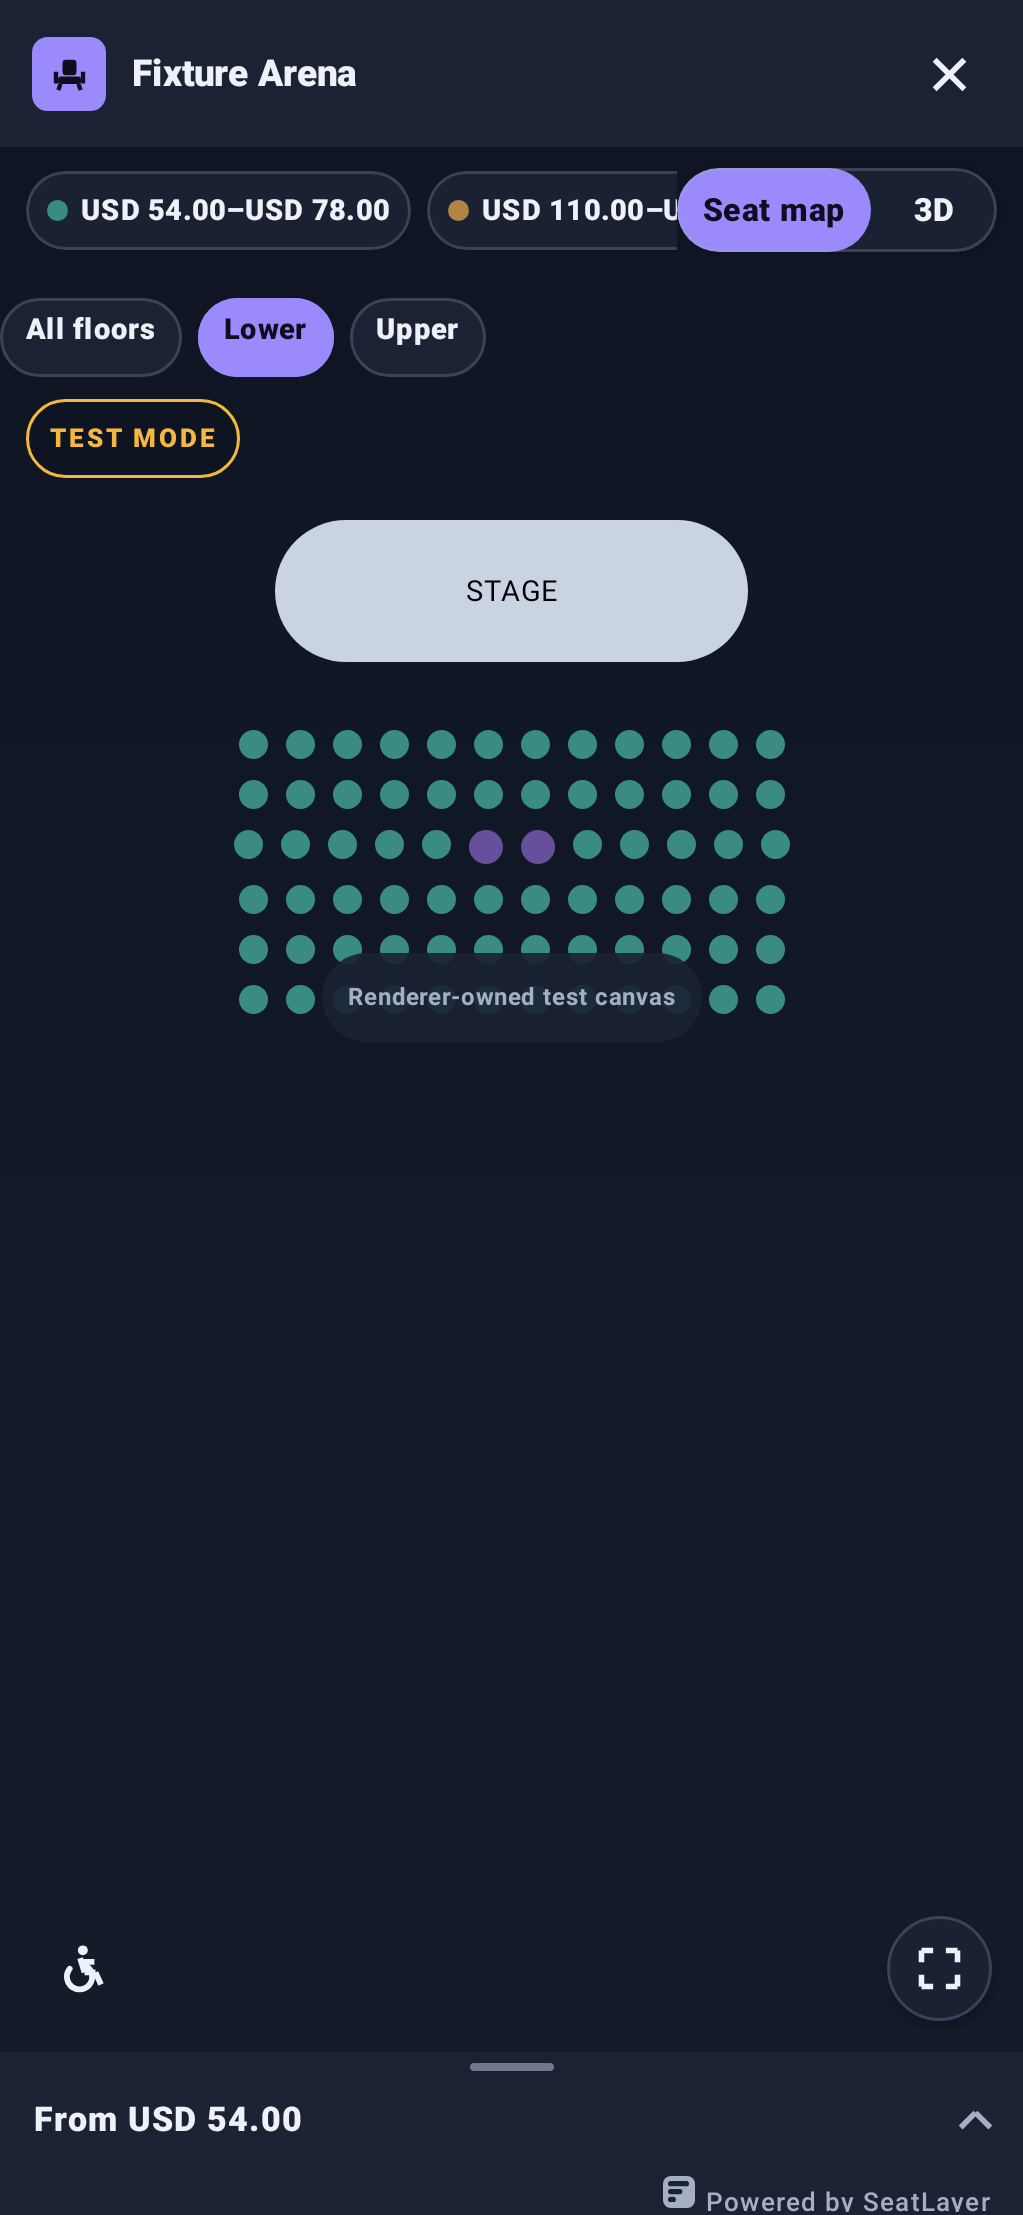 Fixture Arena
USD 54.00–USD 78.00
USD 110.00–U
Seat map
3D
All floors
Lower
Upper
TEST MODE
STAGE
Renderer-owned test canvas
From USD 54.00
Powered by SeatLayer